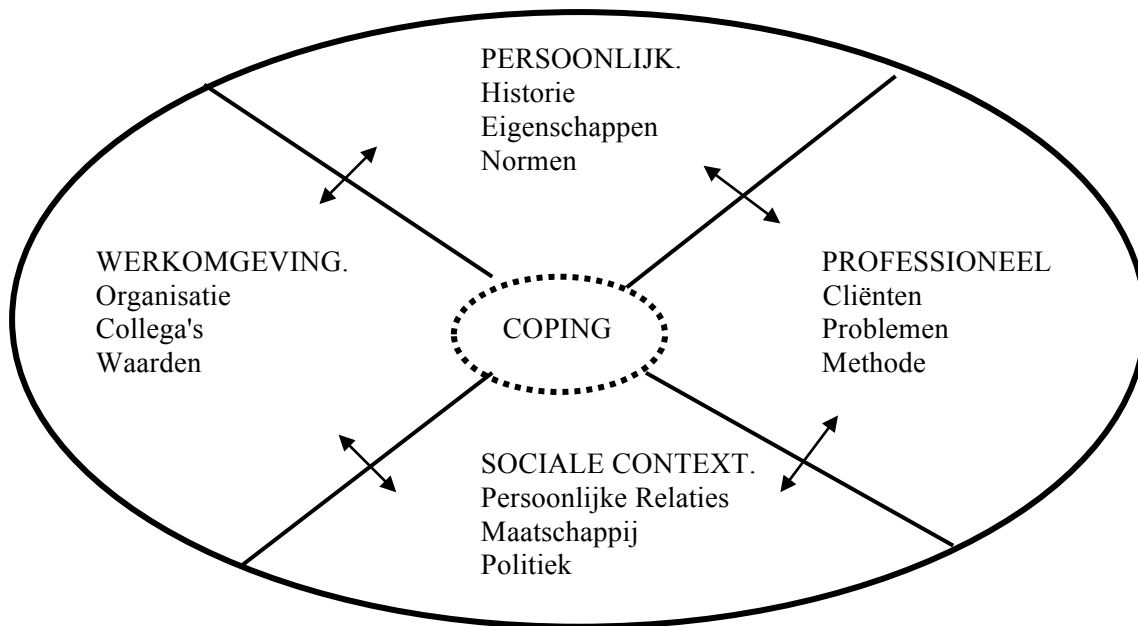 PERSOONLIJK.
Historie
Eigenschappen
Normen
WERKOMGEVING.
Organisatie
Collega's
Waarden
COPING
PROFESSIONEEL
Cliënten
Problemen
Methode
SOCIALE CONTEXT.
Persoonlijke Relaties
Maatschappij
Politiek